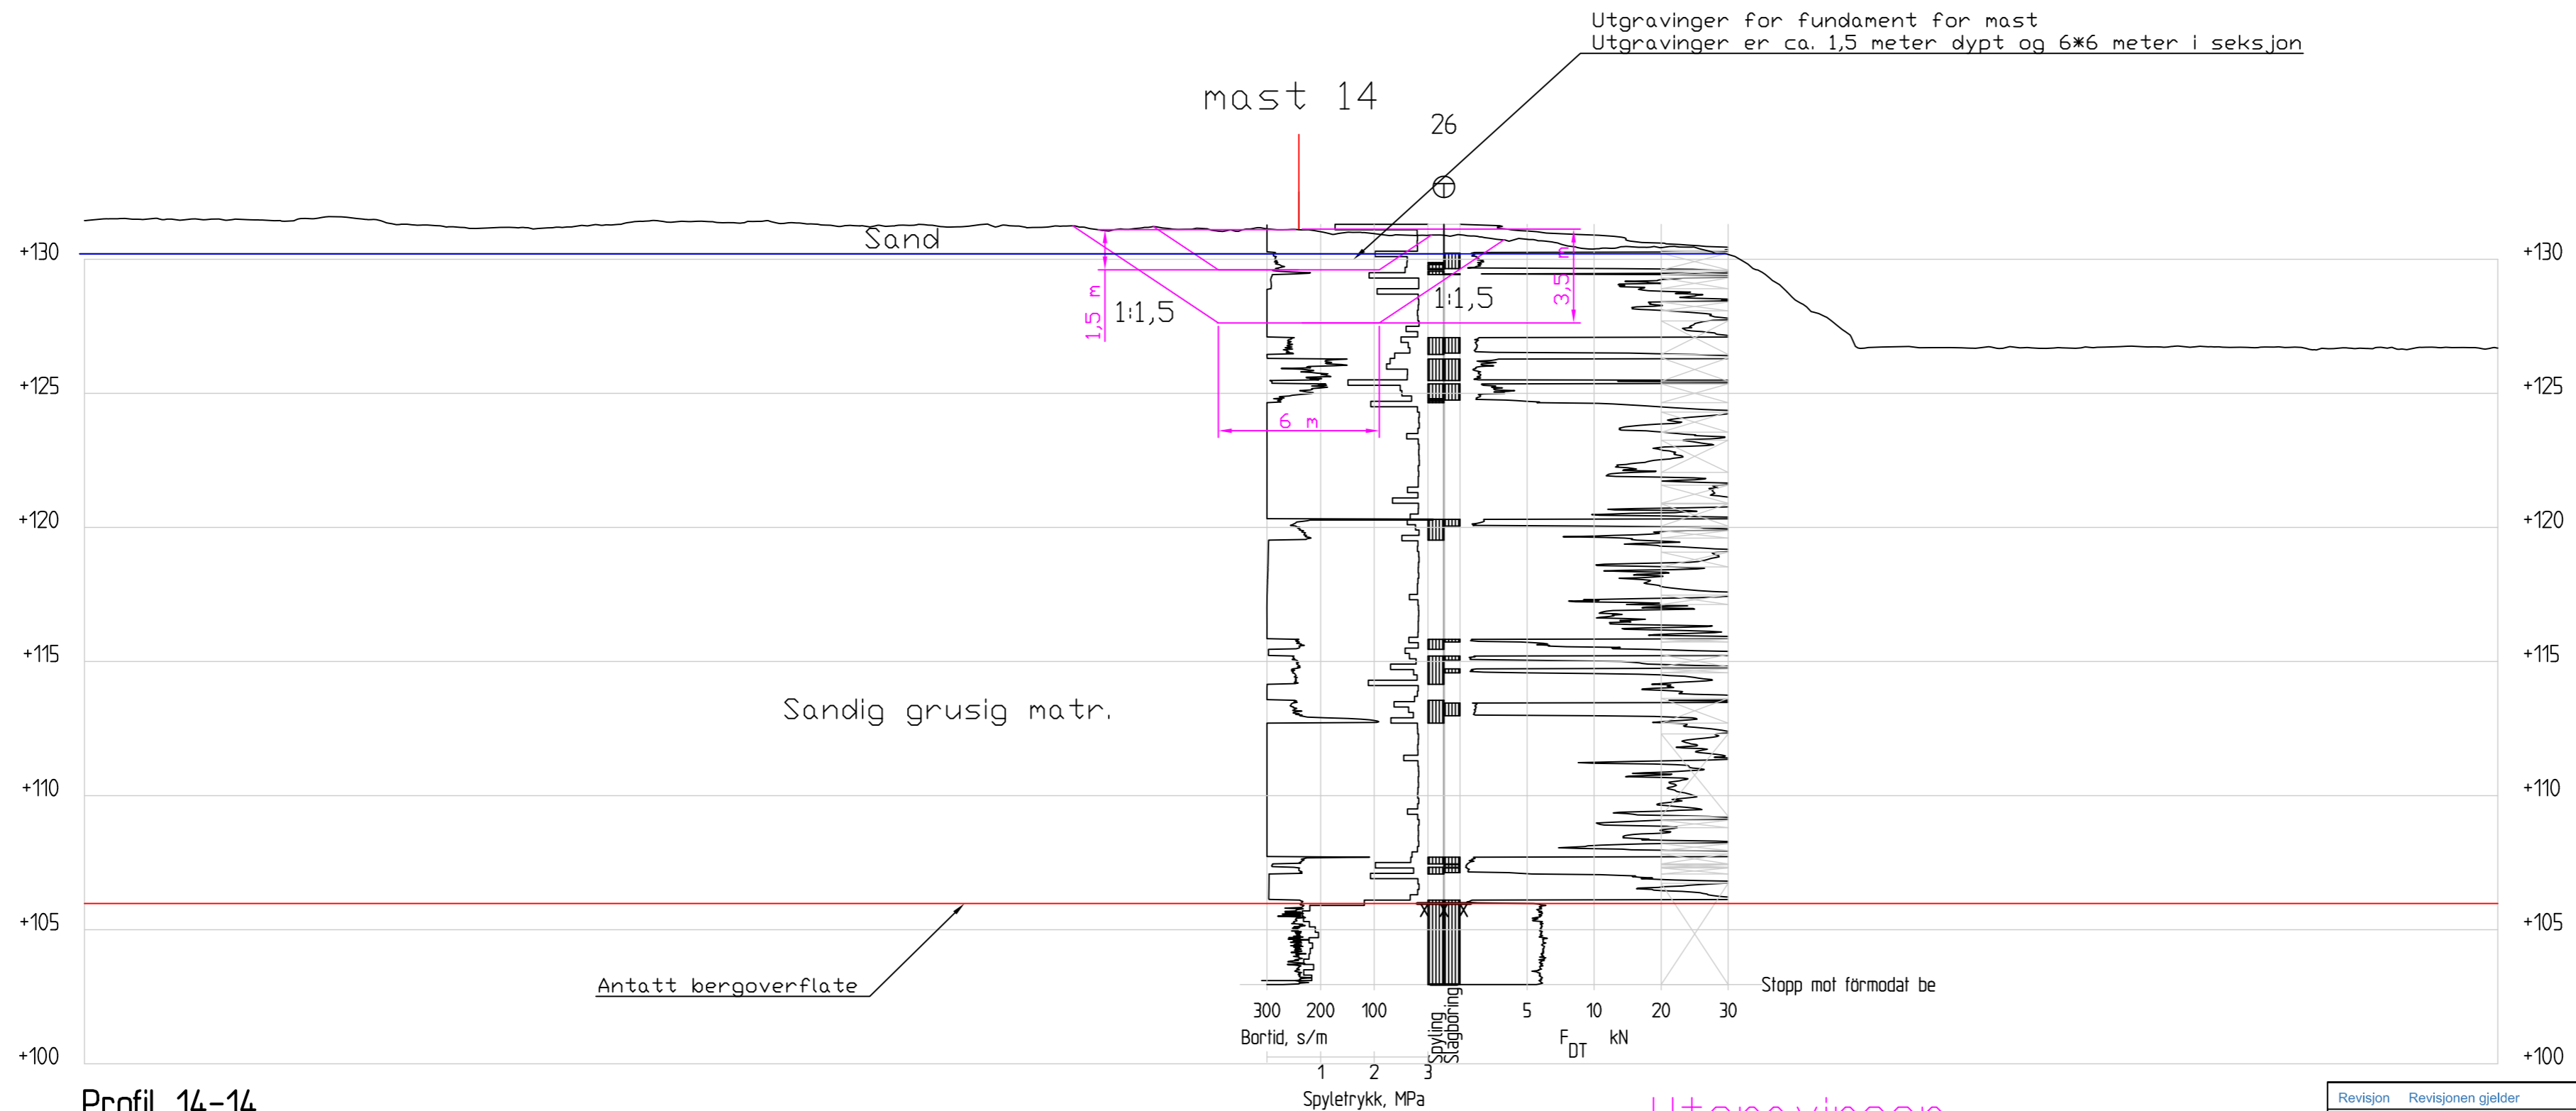 Utgravinger for fundament for mast
Utgravinger er ca. 1,5 meter dypt og 6*6 meter i seksjon
mast 14
26
Sand
+130
+130
1,5 m
1:1,5
1:1,5
3,5 m
6 m
+125
+125
+120
+120
+115
+115
Sandig grusig matr.
+110
+110
+105
+105
Antatt bergoverflate
Stopp mot förmodat be
300 200 100
5 10 20 30
Bortid, s/m
Spyling
Slagboring
F DT kN
+100
+100
1 2 3
Spyletrykk, MPa
Profil 14-14
Utgravinger
Revisjon Revisjonen gjelder